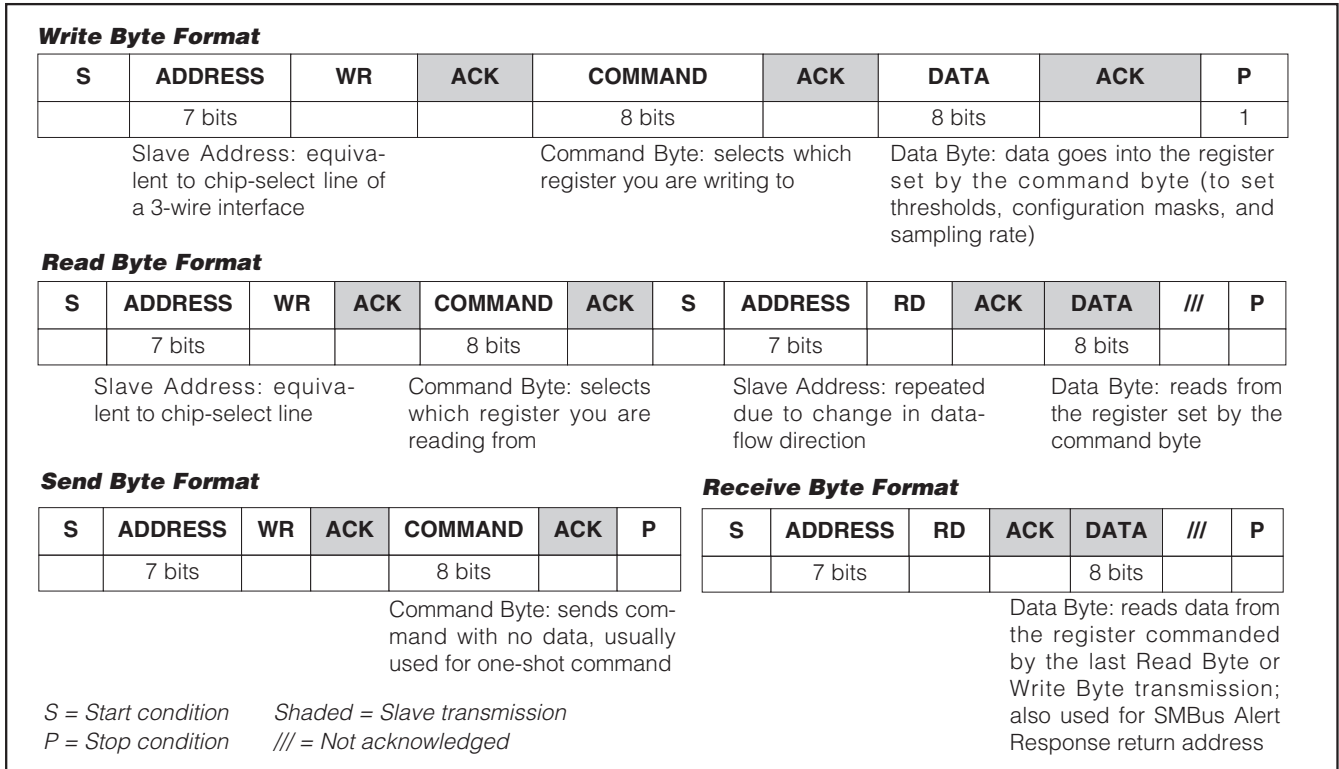 Write Byte Format
S ADDRESS WR ACK COMMAND ACK DATA ACK P
7 bits 8 bits 8 bits 1
Slave Address: equiva-
lent to chip-select line of
a 3-wire interface
Command Byte: selects which
register you are writing to
Data Byte: data goes into the register
set by the command byte (to set
thresholds, configuration masks, and
sampling rate)
Read Byte Format
S ADDRESS WR ACK COMMAND ACK S ADDRESS RD ACK DATA /// P
7 bits 8 bits 7 bits 8 bits
Slave Address: equiva-
lent to chip-select line
Command Byte: selects
which register you are
reading from
Slave Address: repeated
due to change in data-
flow direction
Data Byte: reads from
the register set by the
command byte
Send Byte Format
S ADDRESS WR ACK COMMAND ACK P
7 bits 8 bits
Command Byte: sends com-
mand with no data, usually
used for one-shot command
Receive Byte Format
S ADDRESS RD ACK DATA /// P
7 bits 8 bits
Data Byte: reads data from
the register commanded
by the last Read Byte or
Write Byte transmission;
also used for SMBus Alert
Response return address
S = Start condition Shaded = Slave transmission
P = Stop condition /// = Not acknowledged